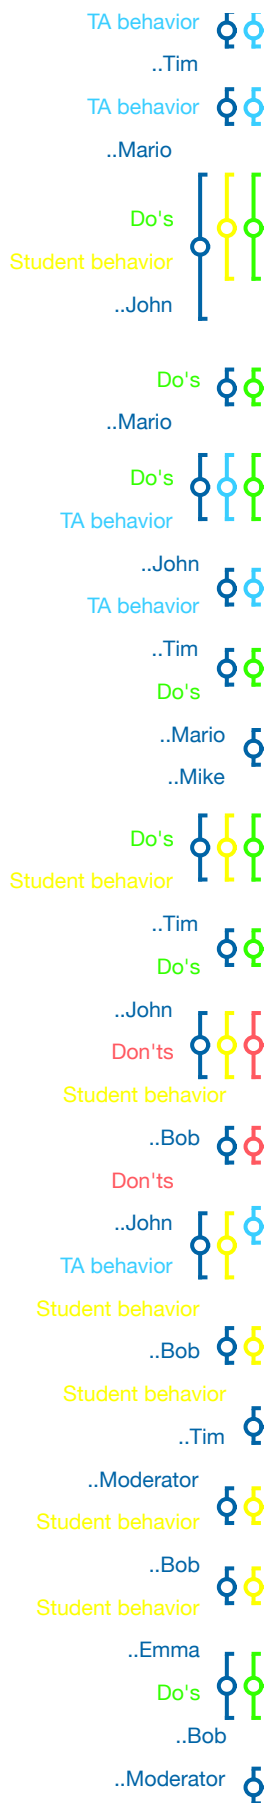 TA behavior
..Tim
TA behavior
..Mario
Do's
Student behavior
..John
Do's
..Mario
Do's
TA behavior
..John
TA behavior
..Tim
Do's
..Mario
..Mike
Do's
Student behavior
..Tim
Do's
..John
Don'ts
Student behavior
..Bob
Don'ts
..John
TA behavior
Student behavior
..Bob
Student behavior
..Tim
..Moderator
Student behavior
..Bob
Student behavior
..Emma
Do's
..Bob
..Moderator